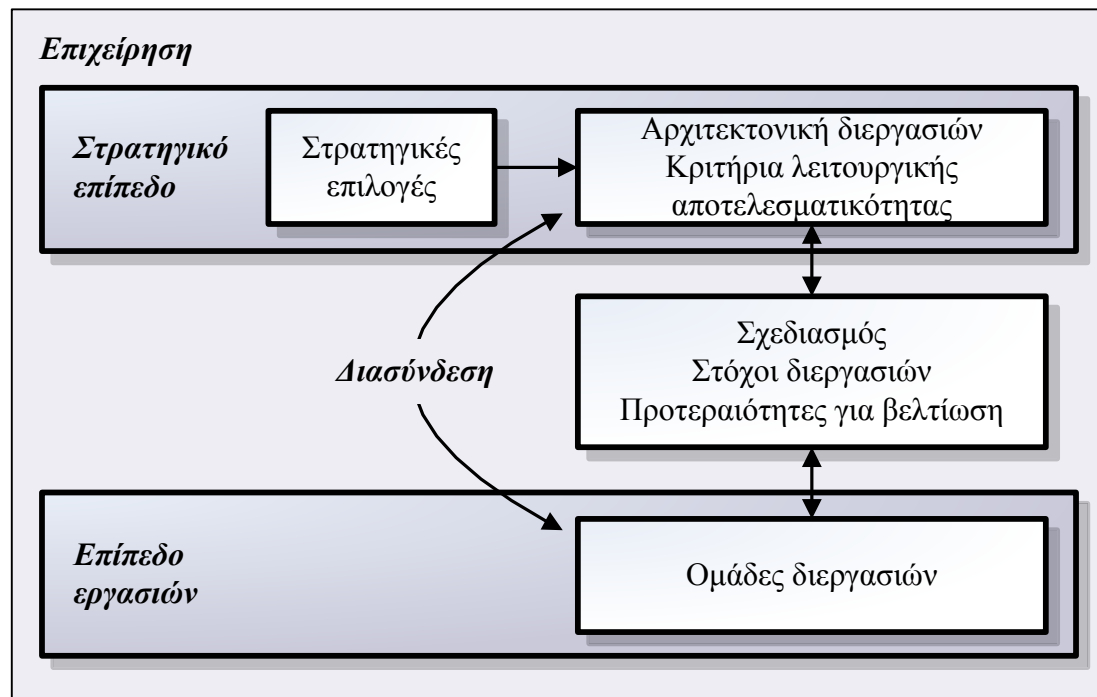 Επιχείρηση
Στρατηγικό
επίπεδο
Στρατηγικές
επιλογές
Αρχιτεκτονική διεργασιών
Κριτήρια λειτουργικής
αποτελεσματικότητας
Διασύνδεση
Σχεδιασμός
Στόχοι διεργασιών
Προτεραιότητες για βελτίωση
Επίπεδο
εργασιών
Ομάδες διεργασιών